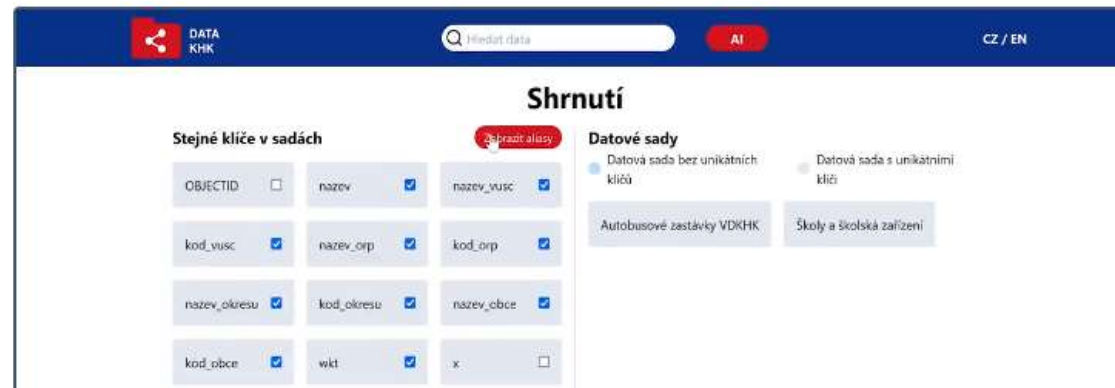 DATA
KHK
Hledat data
AI
CZ / EN
Shrnutí
Stejné klíče v sadách
Zobrazit aliasy
OBJECTID
nazev
nazev_vusc
kod_vusc
nazev_orp
kod_orp
nazev_okresu
kod_okresu
nazev_obce
kod_obce
wkt
x
Datové sady
Datová sada bez unikátních
klíčů
Datová sada s unikátními
klíči
Autobusové zastávky VDKHK
Školy a školská zařízení